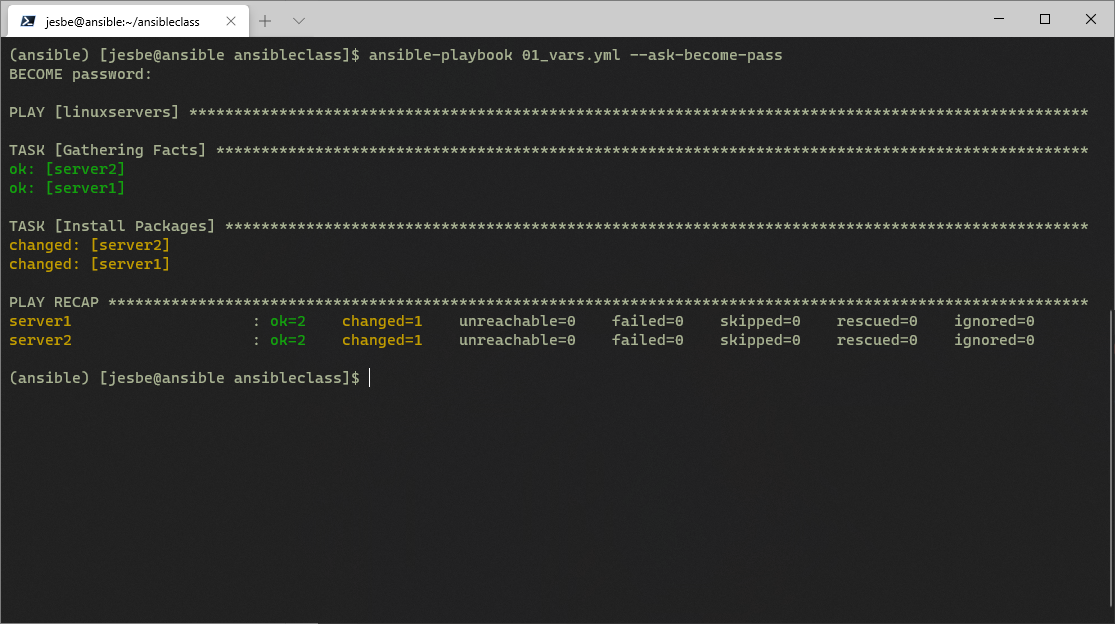 jesbe@ansible:~/ansibleclass
(ansible) [jesbe@ansible ansibleclass]$ ansible-playbook 01_vars.yml --ask-become-pass
BECOME password:
PLAY [linuxservers] ****************************************************************************************************
TASK [Gathering Facts] *************************************************************************************************
ok: [server2]
ok: [server1]
TASK [Install Packages] ************************************************************************************************
changed: [server2]
changed: [server1]
PLAY RECAP *************************************************************************************************************
server1                    : ok=2    changed=1    unreachable=0    failed=0    skipped=0    rescued=0    ignored=0
server2                    : ok=2    changed=1    unreachable=0    failed=0    skipped=0    rescued=0    ignored=0
(ansible) [jesbe@ansible ansibleclass]$